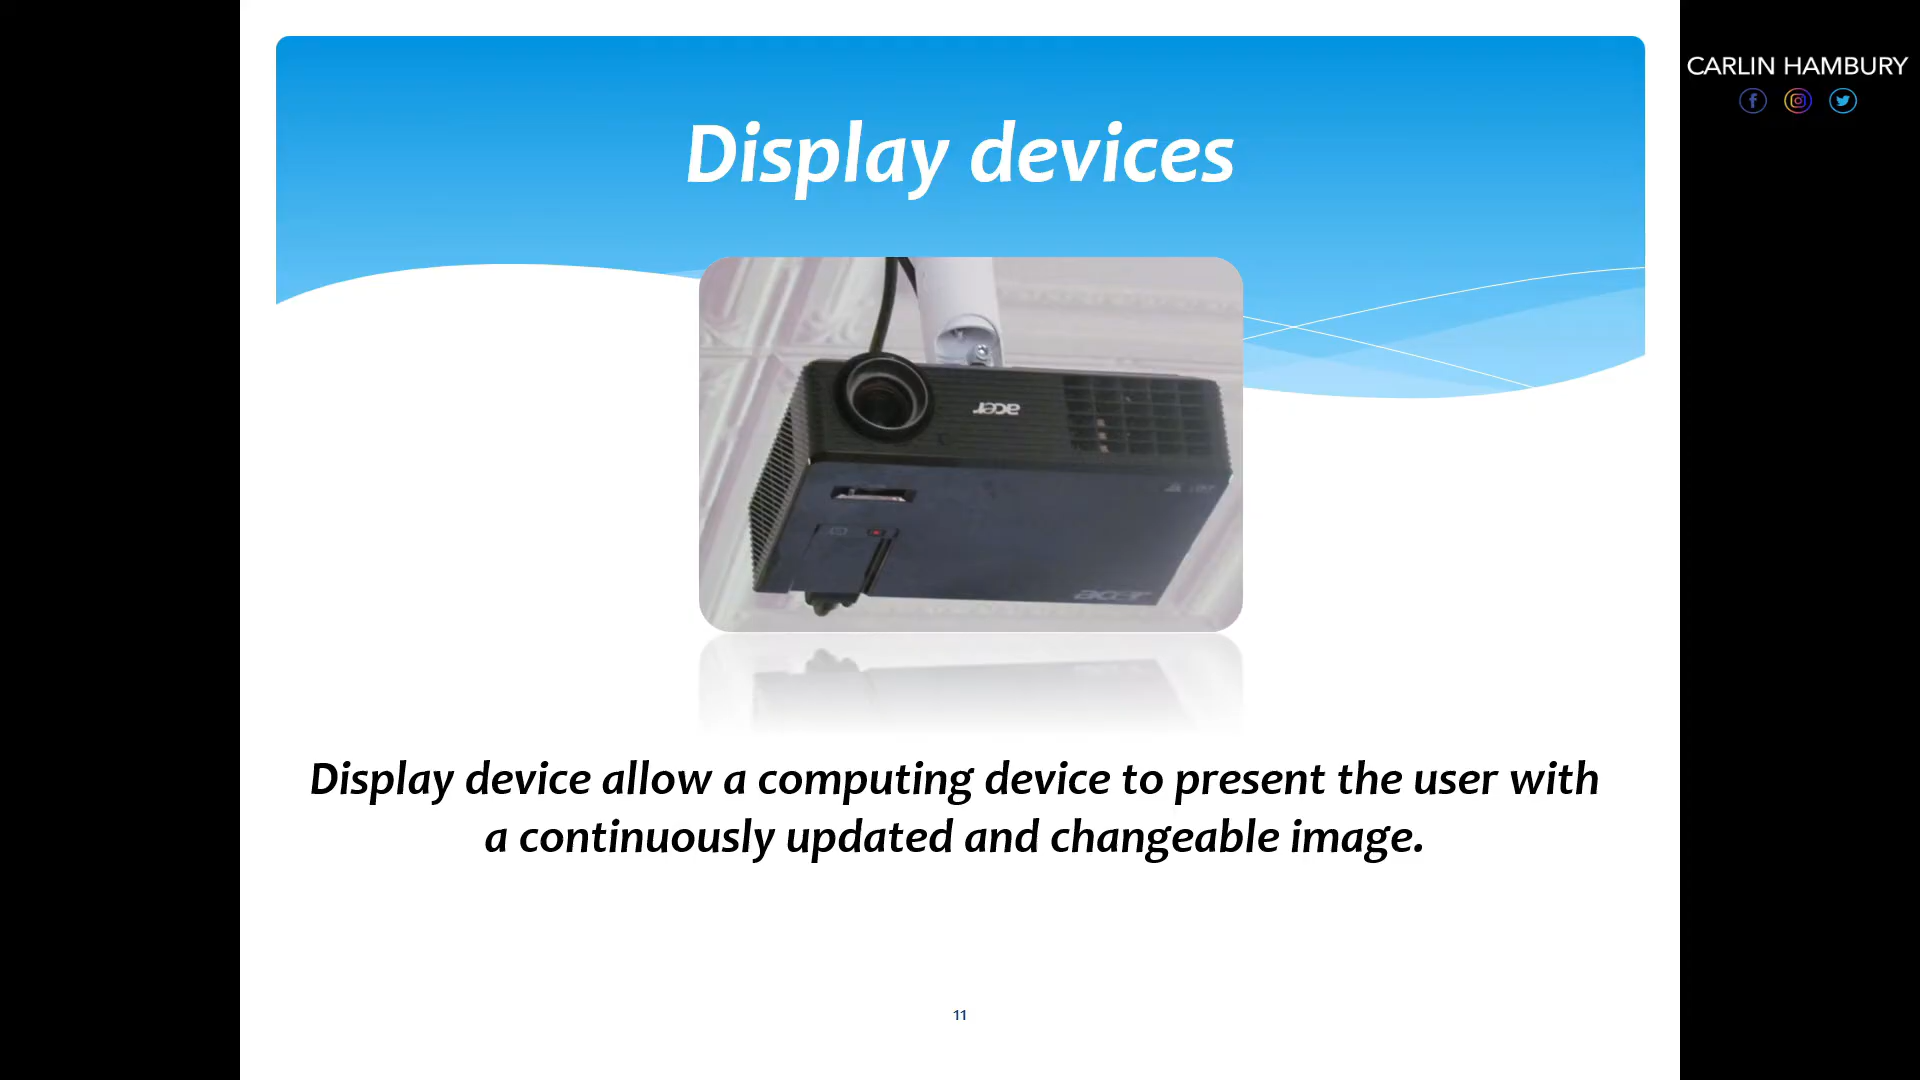 CARLIN HAMBURY
Display devices
acer
acer
Display device allow a computing device to present the user with
a continuously updated and changeable image.
11